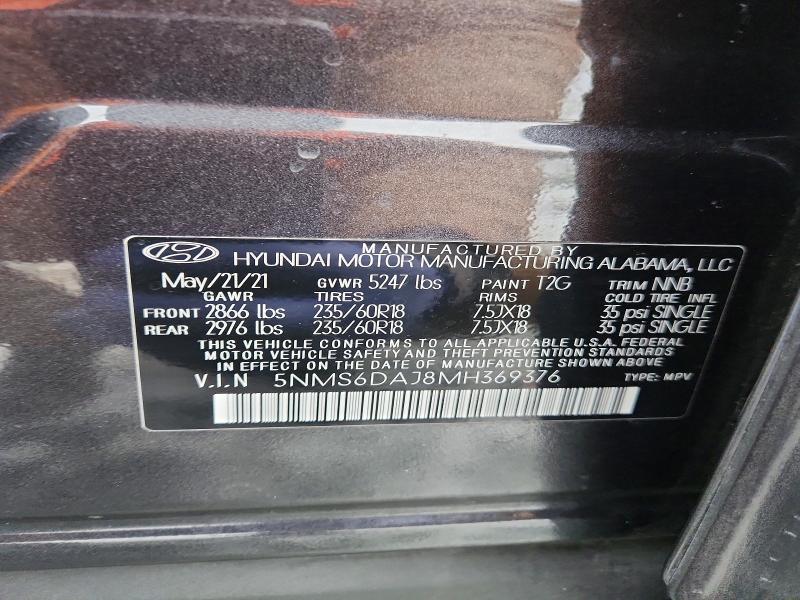 MANUFACTURED BY
HYUNDAI MOTOR MANUFACTURING ALABAMA, LLC
May/21/21 GVWR 5247 lbs PAINT T2G TRIM NNB
GAWR TIRES RIMS COLD TIRE INFL
FRONT 2866 lbs 235/60R18 7.5JX18 35 psi SINGLE
REAR 2976 lbs 235/60R18 7.5JX18 35 psi SINGLE
THIS VEHICLE CONFORMS TO ALL APPLICABLE U.S.A. FEDERAL
MOTOR VEHICLE SAFETY AND THEFT PREVENTION STANDARDS
IN EFFECT ON THE DATE OF MANUFACTURE SHOWN ABOVE
V.I.N 5NMS6DAJ8MH369376 TYPE: MPV